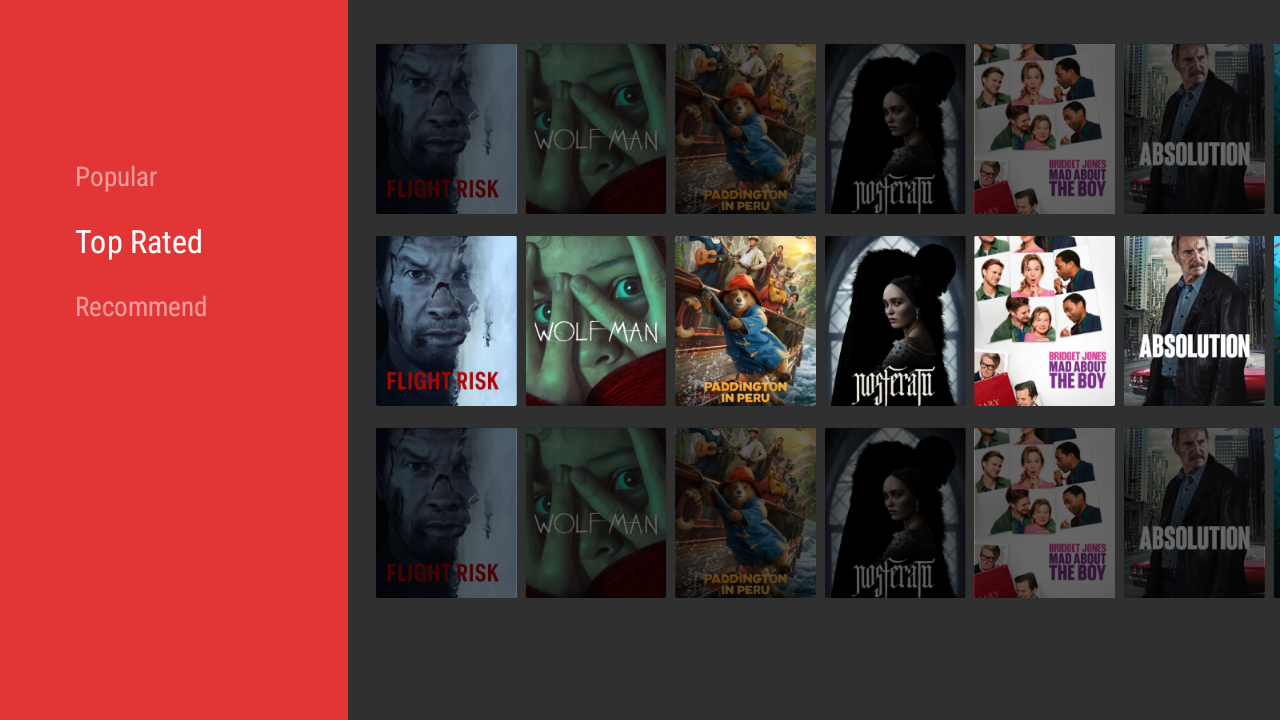 Popular
Top Rated
Recommend
FLIGHT RISK
WOLF MAN
PADDINGTON
IN PERU
nosferatu
BRIDGET JONES
MAD ABOUT
THE BOY
ABSOLUTION
FLIGHT RISK
WOLF MAN
PADDINGTON
IN PERU
nosferatu
BRIDGET JONES
MAD ABOUT
THE BOY
ARY
ABSOLUTION
FLIGHT RISK
WOLF MAN
PADDINGTON
IN PERU
nosferatu
BRIDGET JONES
MAD ABOUT
THE BOY
ABSOLUTION